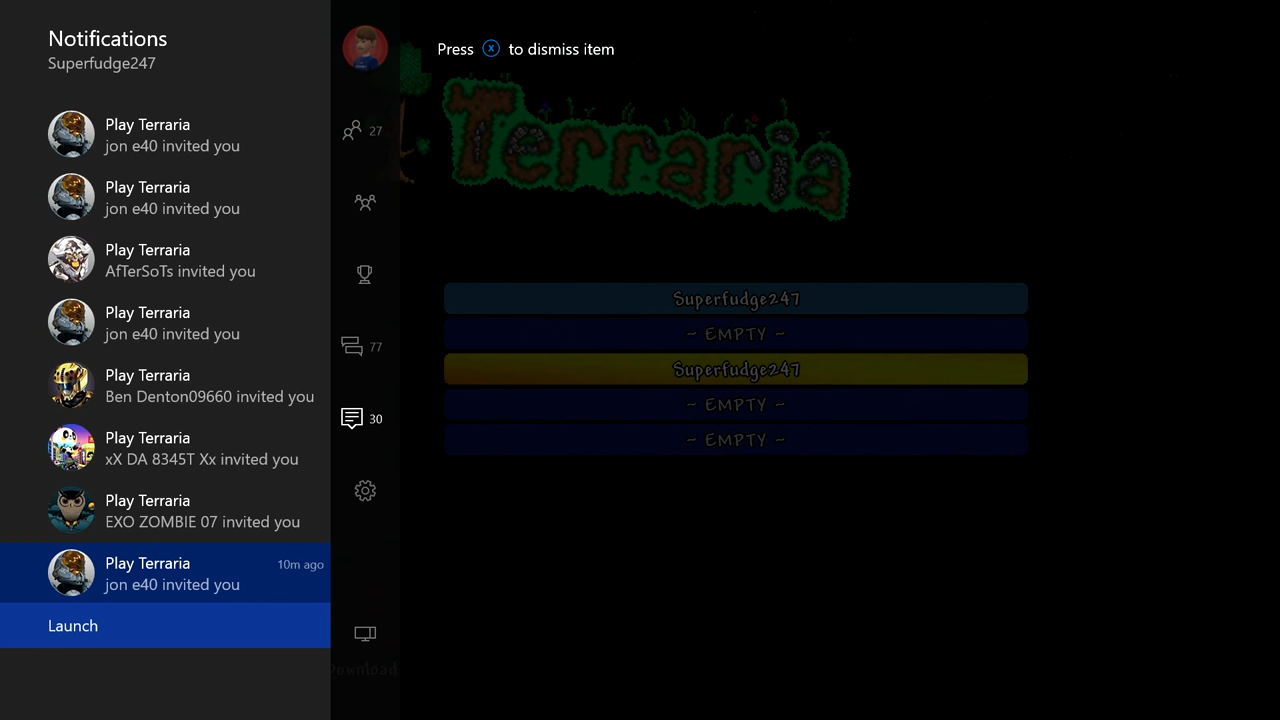 Notifications
Superfudge247
Play Terraria
jon e40 invited you
Play Terraria
jon e40 invited you
Play Terraria
AfTerSoTs invited you
Play Terraria
jon e40 invited you
Play Terraria
Ben Denton09660 invited you
Play Terraria
xX DA 8345T Xx invited you
Play Terraria
EXO ZOMBIE 07 invited you
Play Terraria 10m ago
jon e40 invited you
Launch
27
77
30
Download
Press X to dismiss item
Terraria
Superfudge247
~ EMPTY ~
Superfudge247
~ EMPTY ~
~ EMPTY ~